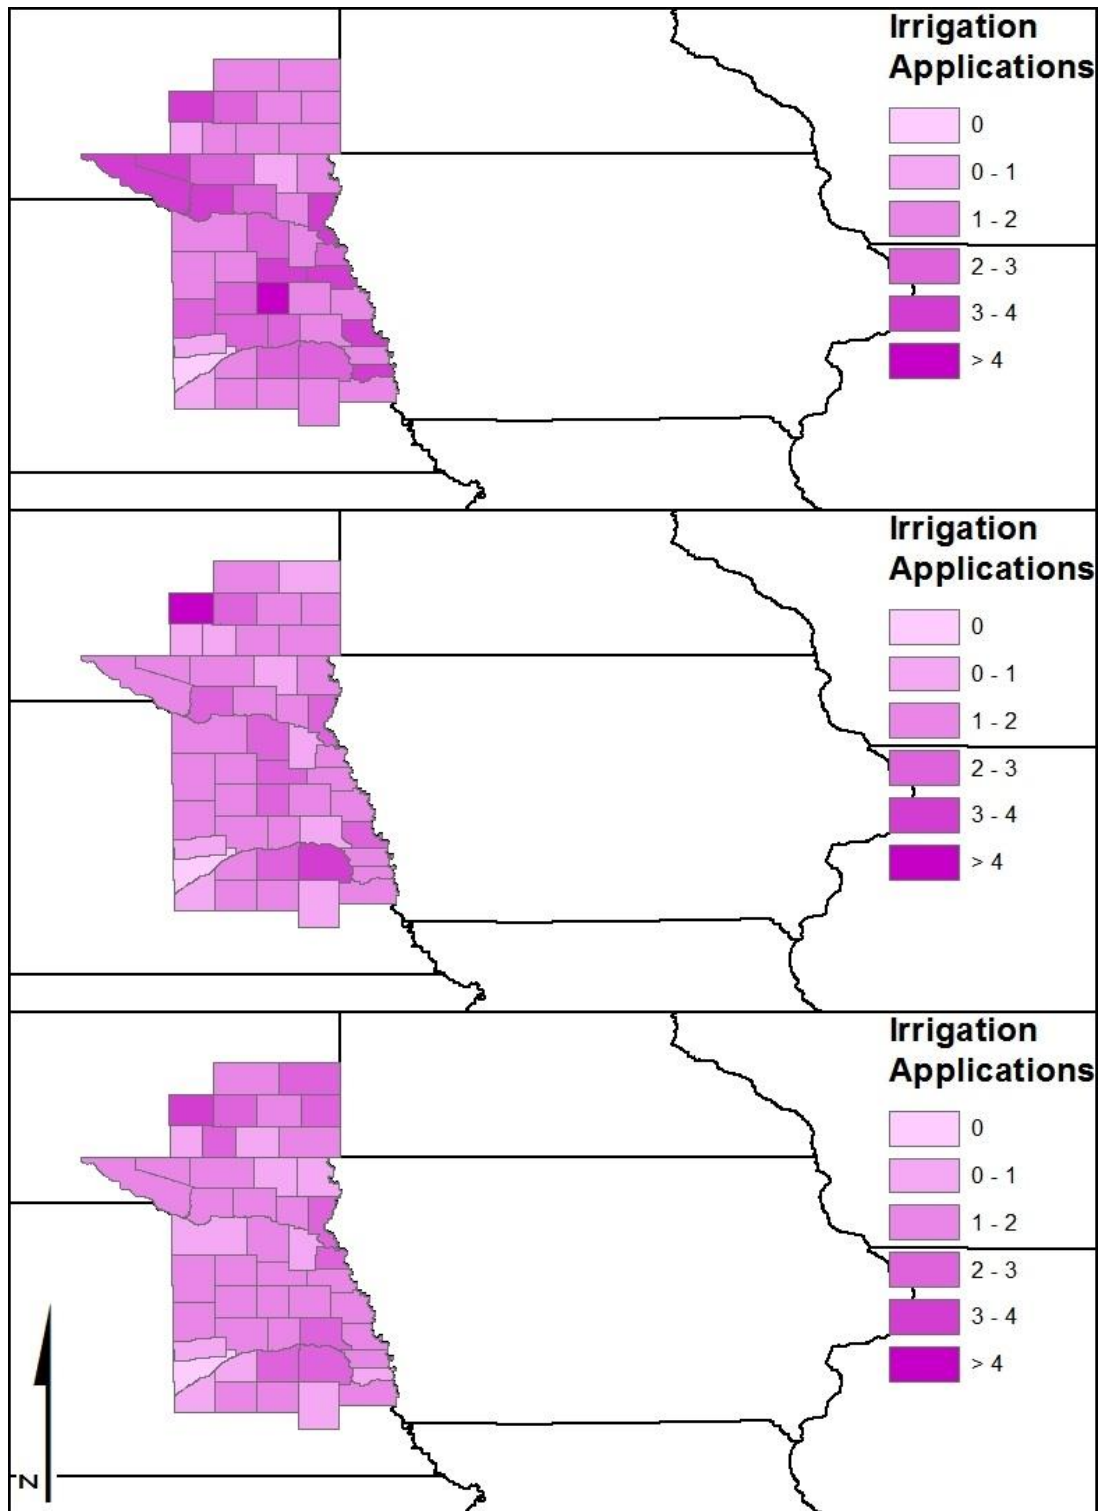 Irrigation
Applications
0
0 - 1
1 - 2
2 - 3
3 - 4
> 4
Irrigation
Applications
0
0 - 1
1 - 2
2 - 3
3 - 4
> 4
Irrigation
Applications
0
0 - 1
1 - 2
2 - 3
3 - 4
> 4
N